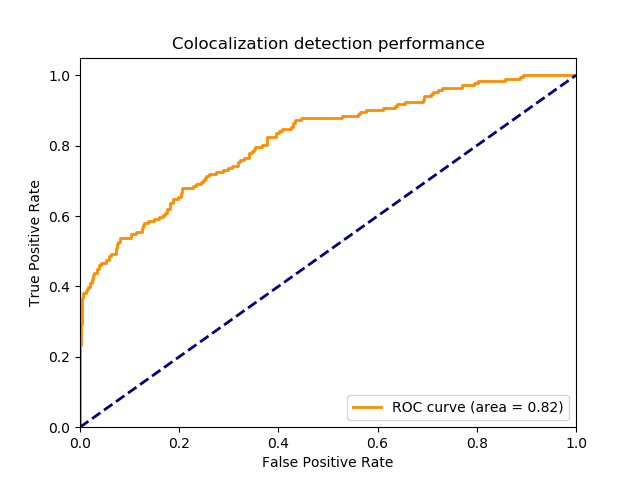 Colocalization detection performance
True Positive Rate
1.0
0.8
0.6
0.4
0.2
0.0
ROC curve (area = 0.82)
0.0 0.2 0.4 0.6 0.8 1.0
False Positive Rate